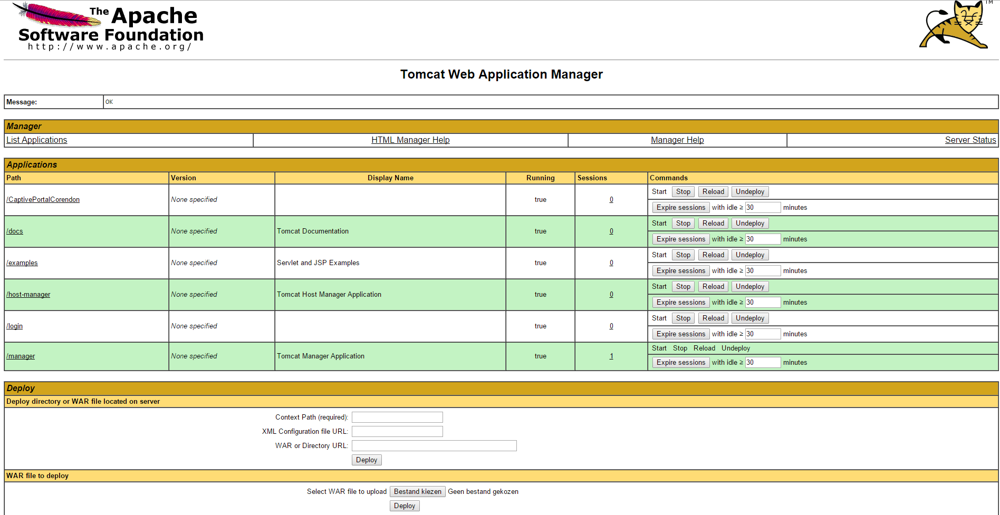 The Apache
Software Foundation
http://www.apache.org/
TM
Tomcat Web Application Manager
Message: OK
Manager
List Applications HTML Manager Help Manager Help Server Status
Applications
Path Version Display Name Running Sessions Commands
/CaptivePortalCorendon None specified true 0 Start Stop Reload Undeploy
Expire sessions with idle ≥ 30 minutes
/docs None specified Tomcat Documentation true 0 Start Stop Reload Undeploy
Expire sessions with idle ≥ 30 minutes
/examples None specified Servlet and JSP Examples true 0 Start Stop Reload Undeploy
Expire sessions with idle ≥ 30 minutes
/host-manager None specified Tomcat Host Manager Application true 0 Start Stop Reload Undeploy
Expire sessions with idle ≥ 30 minutes
/login None specified true 0 Start Stop Reload Undeploy
Expire sessions with idle ≥ 30 minutes
/manager None specified Tomcat Manager Application true 1 Start Stop Reload Undeploy
Expire sessions with idle ≥ 30 minutes
Deploy
Deploy directory or WAR file located on server
Context Path (required):
XML Configuration file URL:
WAR or Directory URL:
Deploy
WAR file to deploy
Select WAR file to upload Bestand kiezen Geen bestand gekozen
Deploy